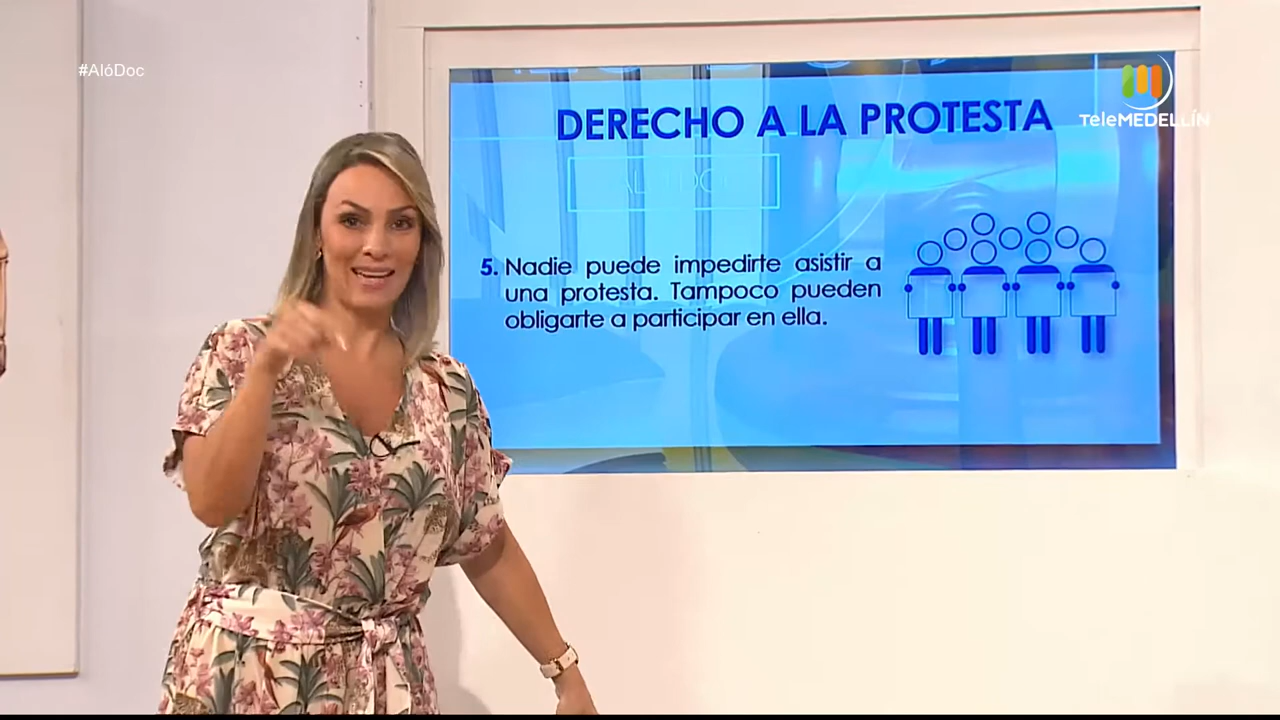 #AlóDoc
TeleMEDELLÍN
DERECHO A LA PROTESTA
5. Nadie puede impedirte asistir a
una protesta. Tampoco pueden
obligarte a participar en ella.